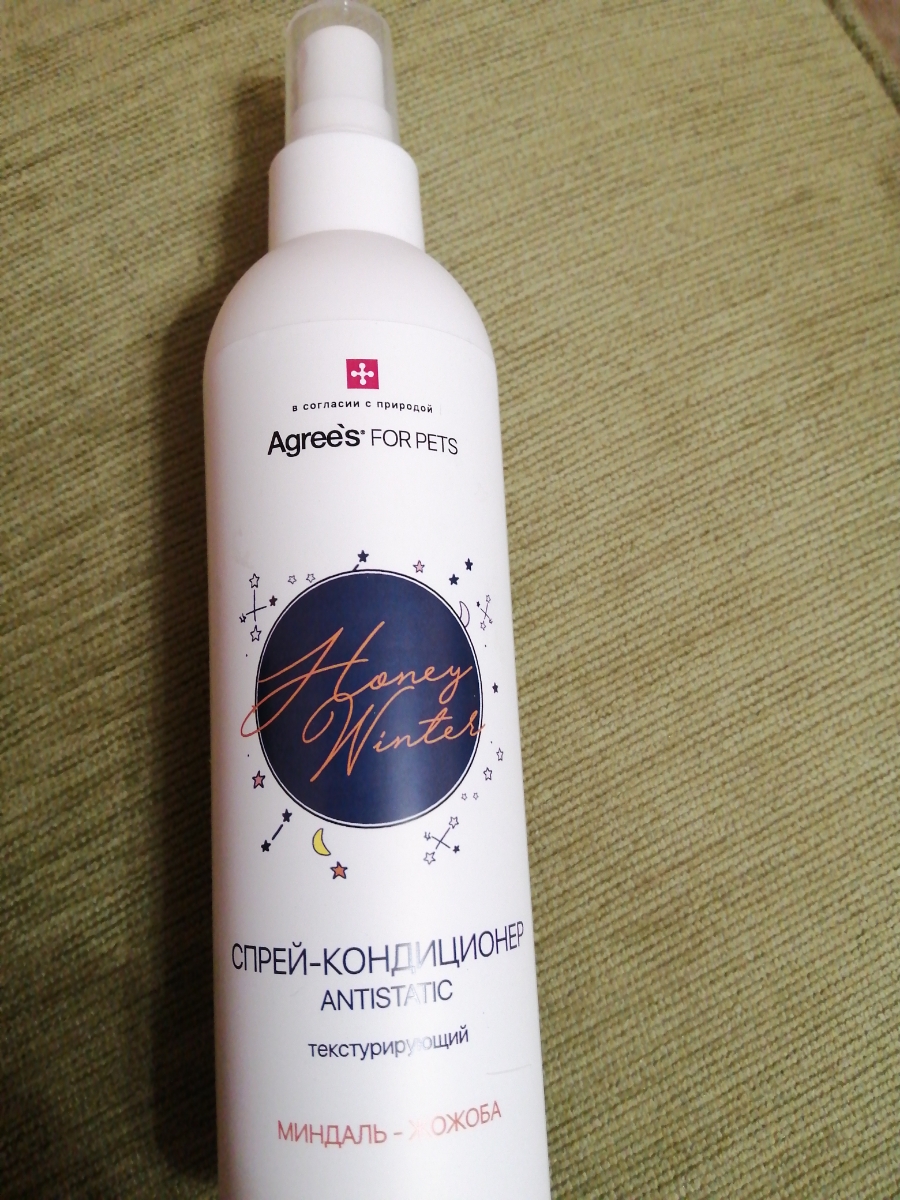 в согласии с природой
Agree's® FOR PETS
Honey
Winter
СПРЕЙ-КОНДИЦИОНЕР
ANTISTATIC
текстурирующий
МИНДАЛЬ - ЖОЖОБА